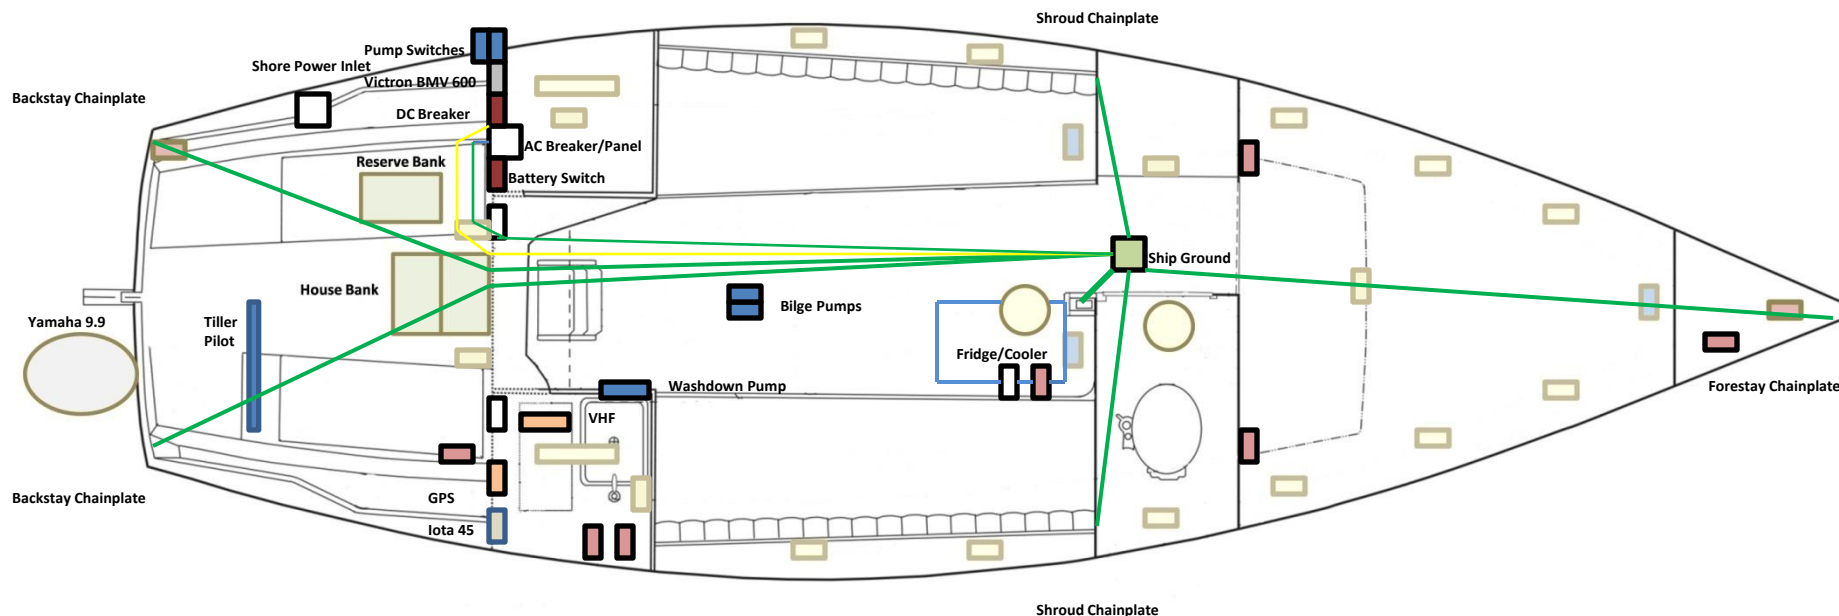 Shroud Chainplate
Pump Switches
Shore Power Inlet
Victron BMV 600
Backstay Chainplate
DC Breaker
AC Breaker/Panel
Reserve Bank
Battery Switch
Ship Ground
House Bank
Bilge Pumps
Yamaha 9.9
Tiller
Pilot
Fridge/Cooler
Washdown Pump
Forestay Chainplate
VHF
Backstay Chainplate
GPS
Iota 45
Shroud Chainplate